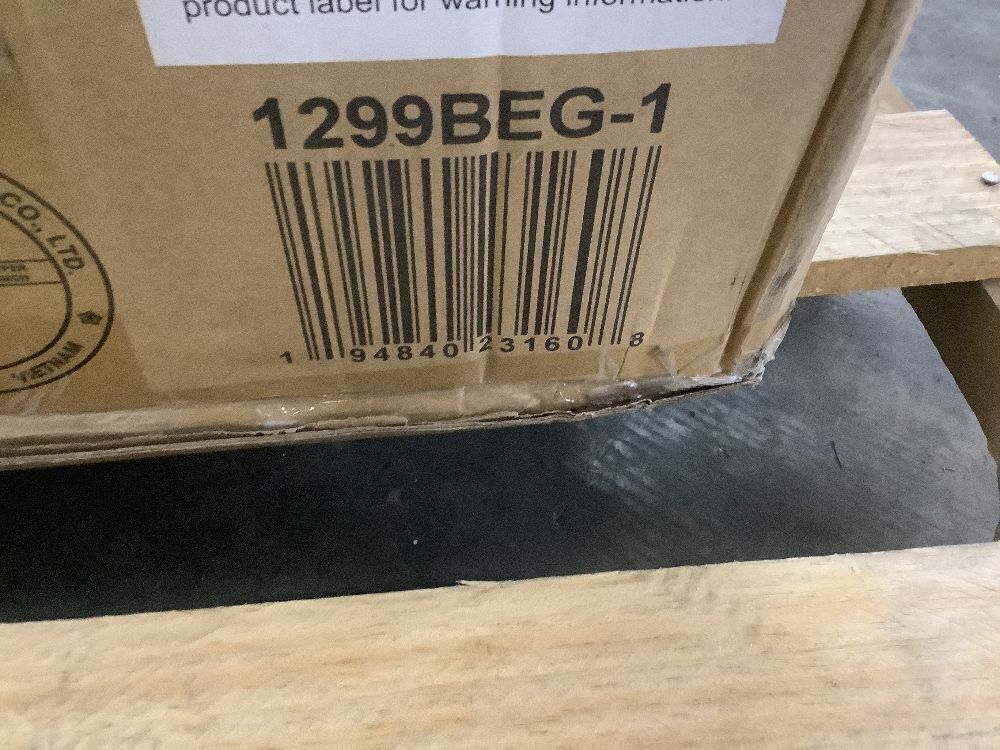 product label for warning information.
1299BEG-1
CO., LTD.
VIETNAM
1 94840 23160 8